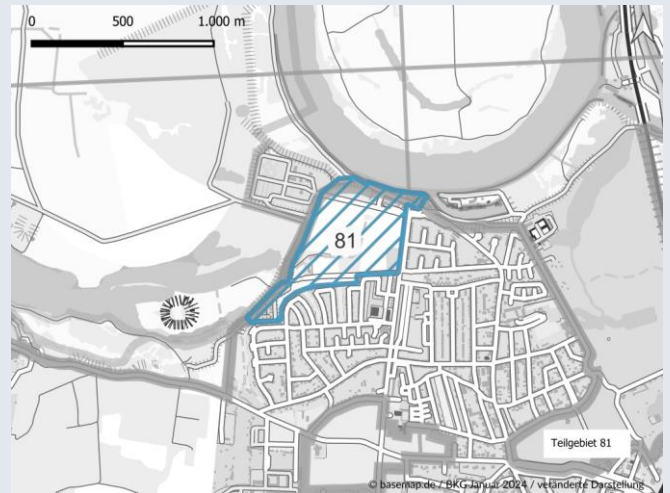 0 500 1.000 m
81
Teilgebiet 81
© basemap.de / BKG Januar 2024 / veränderte Darstellung